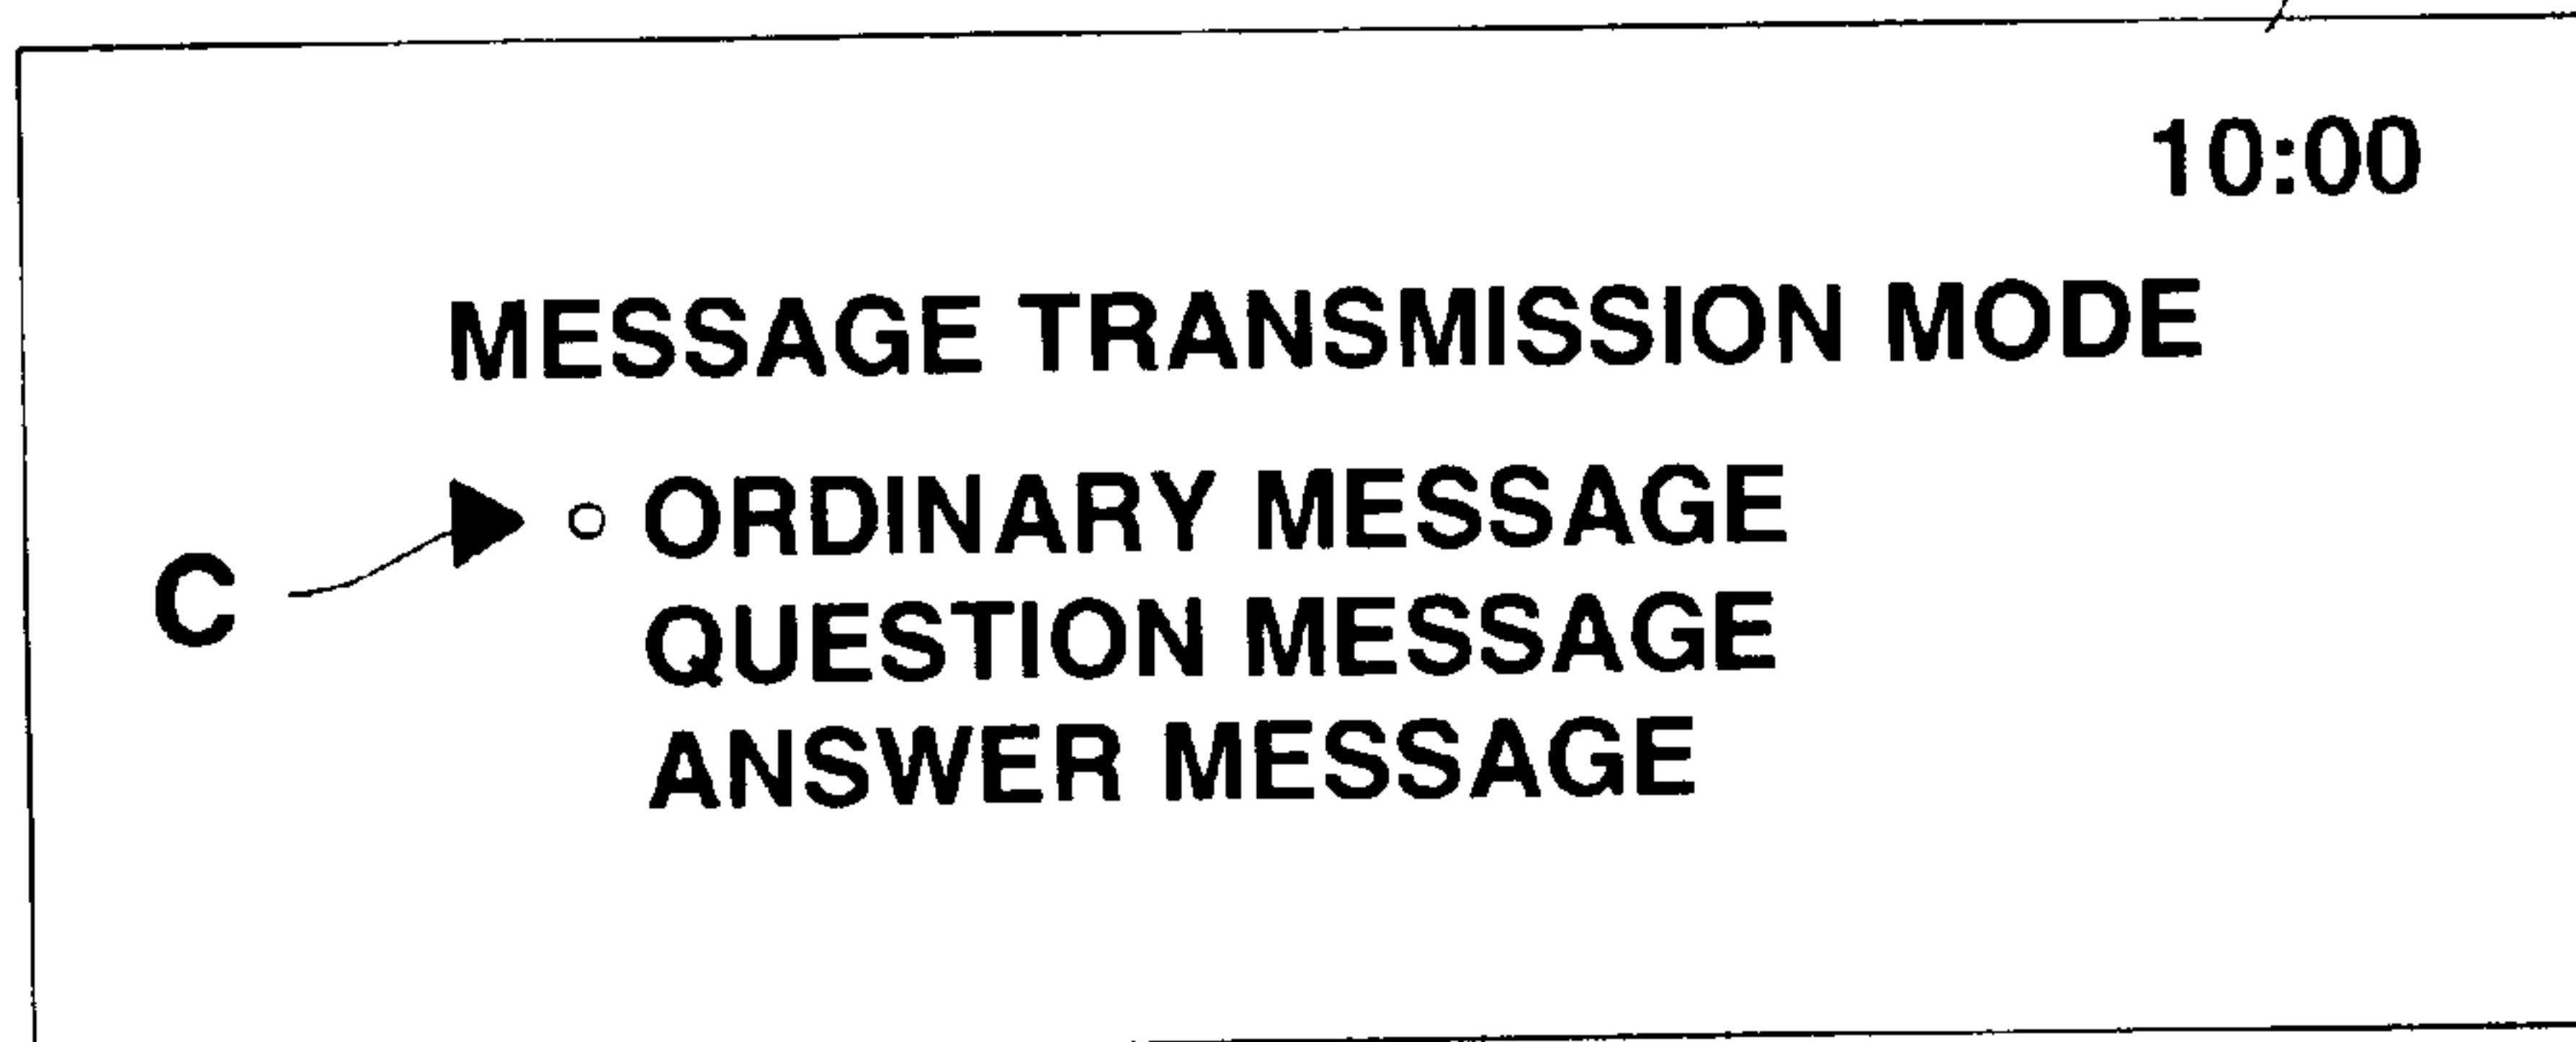 10:00
MESSAGE TRANSMISSION MODE
ORDINARY MESSAGE
C
QUESTION MESSAGE
ANSWER MESSAGE